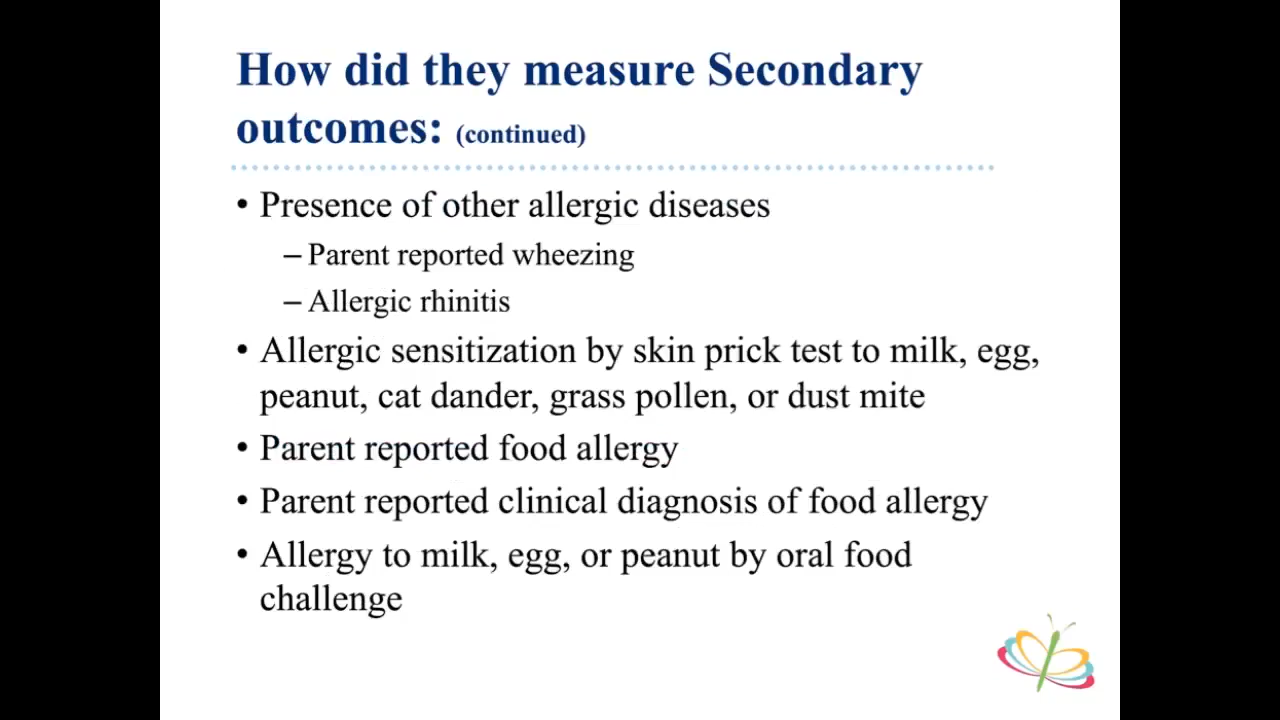 How did they measure Secondary
outcomes: (continued)
• Presence of other allergic diseases
– Parent reported wheezing
– Allergic rhinitis
• Allergic sensitization by skin prick test to milk, egg,
peanut, cat dander, grass pollen, or dust mite
• Parent reported food allergy
• Parent reported clinical diagnosis of food allergy
• Allergy to milk, egg, or peanut by oral food
challenge